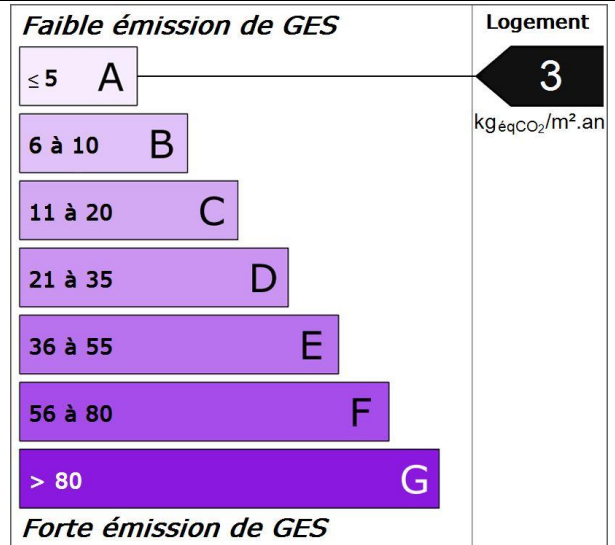 Faible émission de GES
Logement
≤ 5 A
3
kgéqCO₂/m².an
6 à 10 B
11 à 20 C
21 à 35 D
36 à 55 E
56 à 80 F
> 80 G
Forte émission de GES